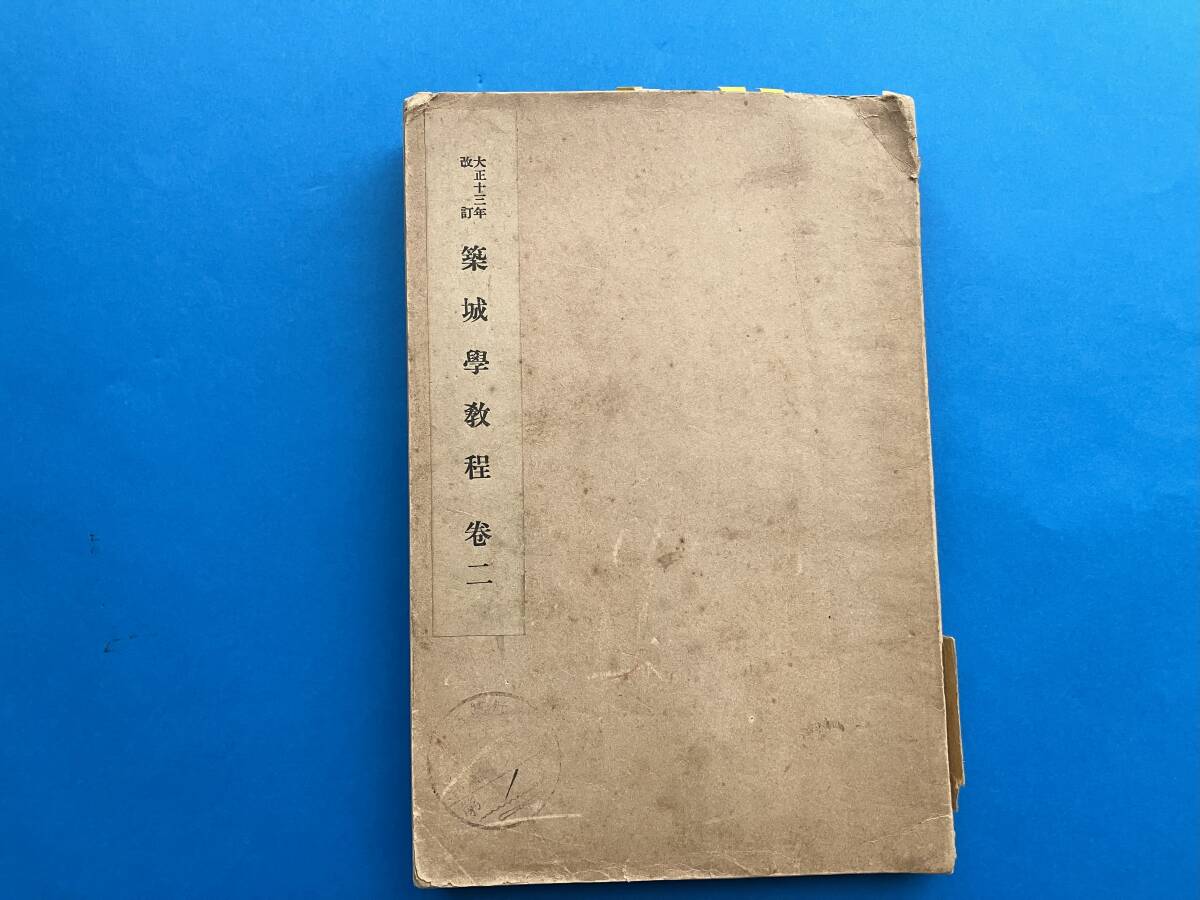 大正十三年
改訂
築城學教程 卷二